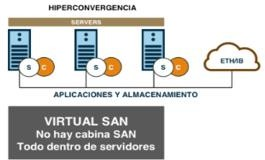 HIPERCONVERGENCIA
SERVERS
S C S C S C ETH/IB
APLICACIONES Y ALMACENAMIENTO
VIRTUAL SAN
No hay cabina SAN
Todo dentro de servidores